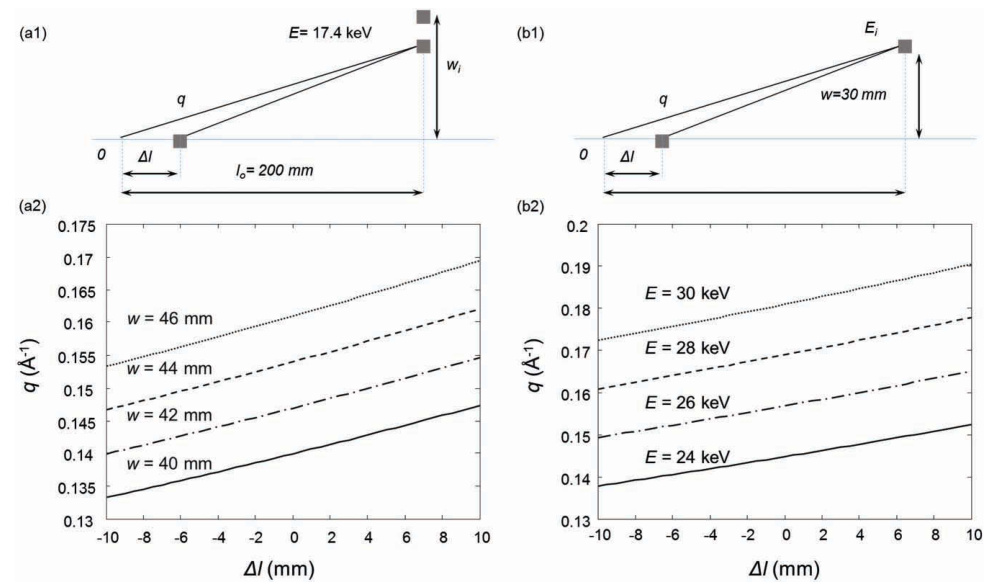 (a1)
E= 17.4 keV
w_i
q
0
Δl
l_o= 200 mm
(b1)
E_i
w=30 mm
q
0
Δl
(a2)
0.175
0.17
0.165
0.16
0.155
0.15
0.145
0.14
0.135
0.13
q (Å⁻¹)
w = 46 mm
w = 44 mm
w = 42 mm
w = 40 mm
-10 -8 -6 -4 -2 0 2 4 6 8 10
Δl (mm)
(b2)
0.2
0.19
0.18
0.17
0.16
0.15
0.14
0.13
q (Å⁻¹)
E = 30 keV
E = 28 keV
E = 26 keV
E = 24 keV
-10 -8 -6 -4 -2 0 2 4 6 8 10
Δl (mm)